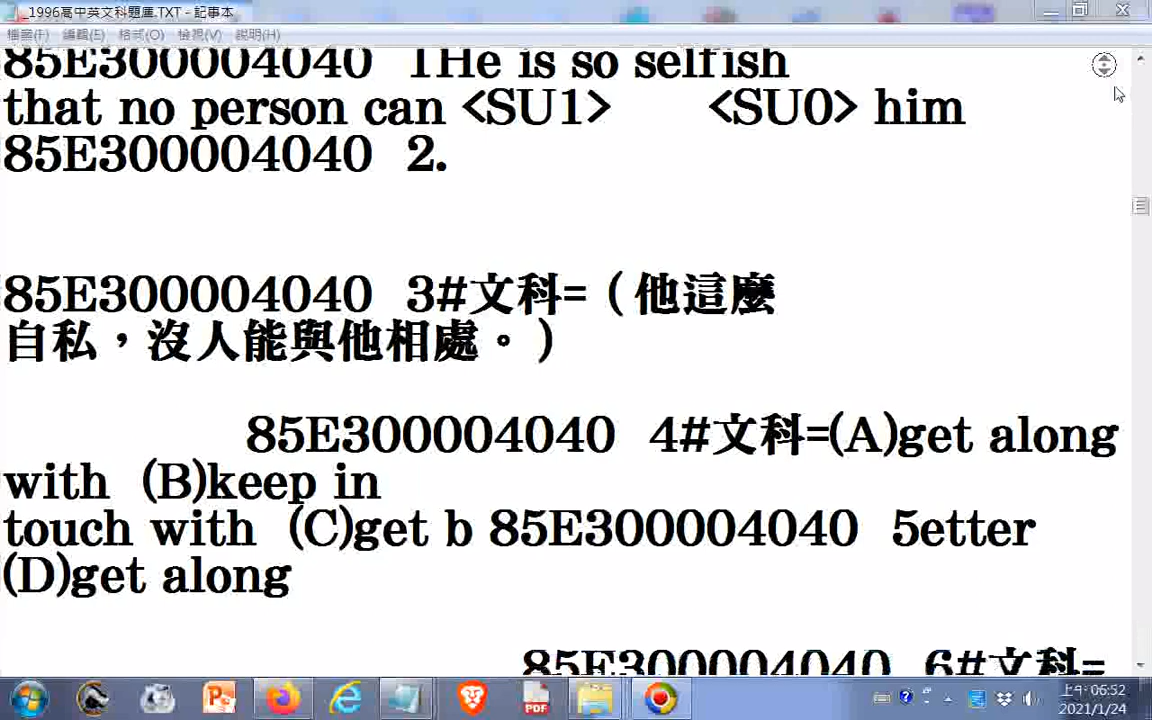 _1996高中英文科題庫.TXT - 記事本
檔案(F) 編輯(E) 格式(O) 檢視(V) 說明(H)
85E300004040 1He is so selfish
that no person can <SU1> <SU0> him
85E300004040 2.
85E300004040 3#文科=（他這麼
自私，沒人能與他相處。）
85E300004040 4#文科=(A)get along
with (B)keep in
touch with (C)get b 85E300004040 5etter
(D)get along
85E300004040 6#文科=
上午 06:52
2021/1/24
PDF